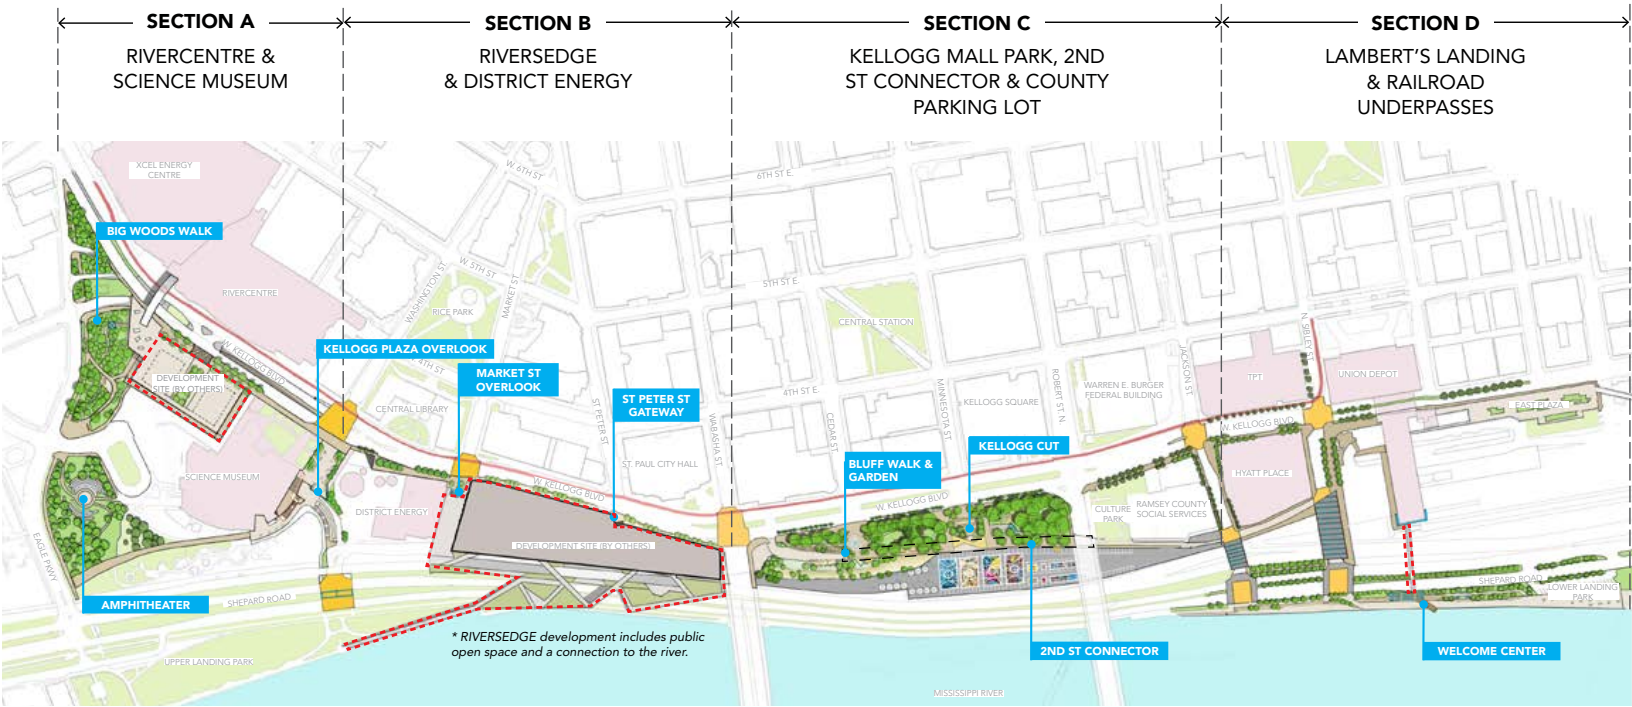 SECTION A
RIVERCENTRE &
SCIENCE MUSEUM
SECTION B
RIVERSEDGE
& DISTRICT ENERGY
SECTION C
KELLOGG MALL PARK, 2ND
ST CONNECTOR & COUNTY
PARKING LOT
SECTION D
LAMBERT'S LANDING
& RAILROAD
UNDERPASSES
XCEL ENERGY
CENTRE
BIG WOODS WALK
RIVERCENTRE
W. KELLOGG BLVD
DEVELOPMENT
SITE (BY OTHERS)
KELLOGG PLAZA OVERLOOK
SCIENCE MUSEUM
AMPHITHEATER
EAGLE PKWY
SHEPARD ROAD
UPPER LANDING PARK
W. 6TH ST
W. 5TH ST
WASHINGTON ST
MARKET ST
RICE PARK
4TH ST
MARKET ST
OVERLOOK
CENTRAL LIBRARY
ST PETER ST
ST PETER ST
GATEWAY
WABASHA ST
ST. PAUL CITY HALL
W. KELLOGG BLVD
DISTRICT ENERGY
DEVELOPMENT SITE (BY OTHERS)
* RIVERSEDGE development includes public
open space and a connection to the river.
6TH ST E.
5TH ST E.
CENTRAL STATION
4TH ST E.
CEDAR ST
MINNESOTA ST
KELLOGG SQUARE
ROBERT ST. N.
WARREN E. BURGER
FEDERAL BUILDING
JACKSON ST
KELLOGG CUT
BLUFF WALK &
GARDEN
W. KELLOGG BLVD
CULTURE
PARK
RAMSEY COUNTY
SOCIAL SERVICES
2ND ST CONNECTOR
MISSISSIPPI RIVER
N. SIBLEY ST
TPT
UNION DEPOT
EAST PLAZA
W. KELLOGG BLVD
HYATT PLACE
SHEPARD ROAD
LOWER LANDING
PARK
WELCOME CENTER